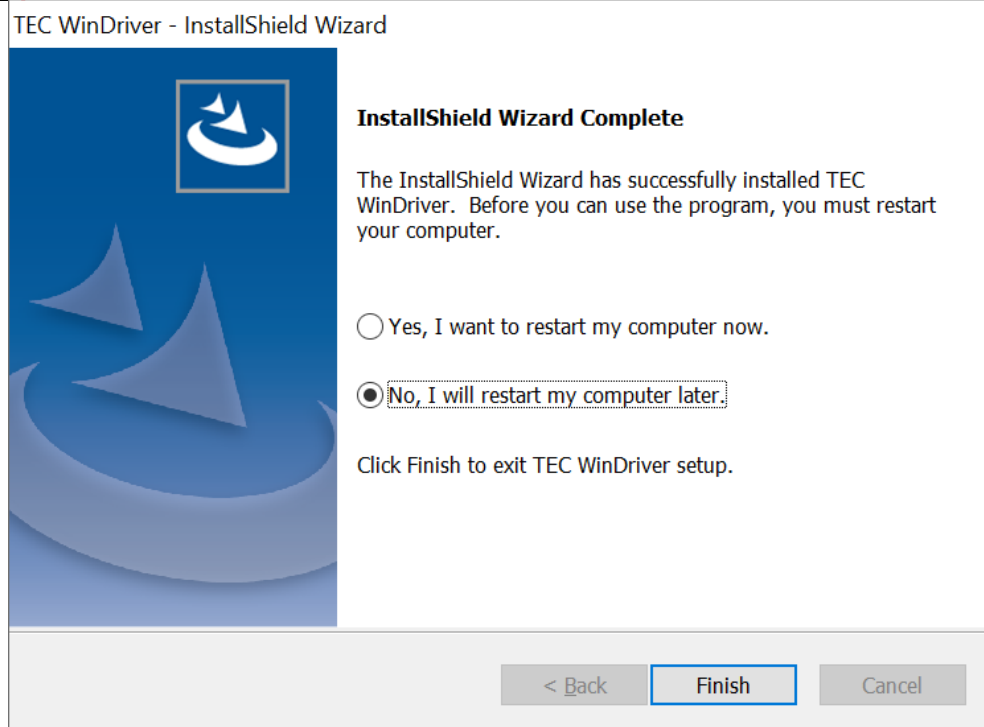 TEC WinDriver - InstallShield Wizard
InstallShield Wizard Complete
The InstallShield Wizard has successfully installed TEC
WinDriver.  Before you can use the program, you must restart
your computer.
Yes, I want to restart my computer now.
No, I will restart my computer later.
Click Finish to exit TEC WinDriver setup.
< Back
Finish
Cancel